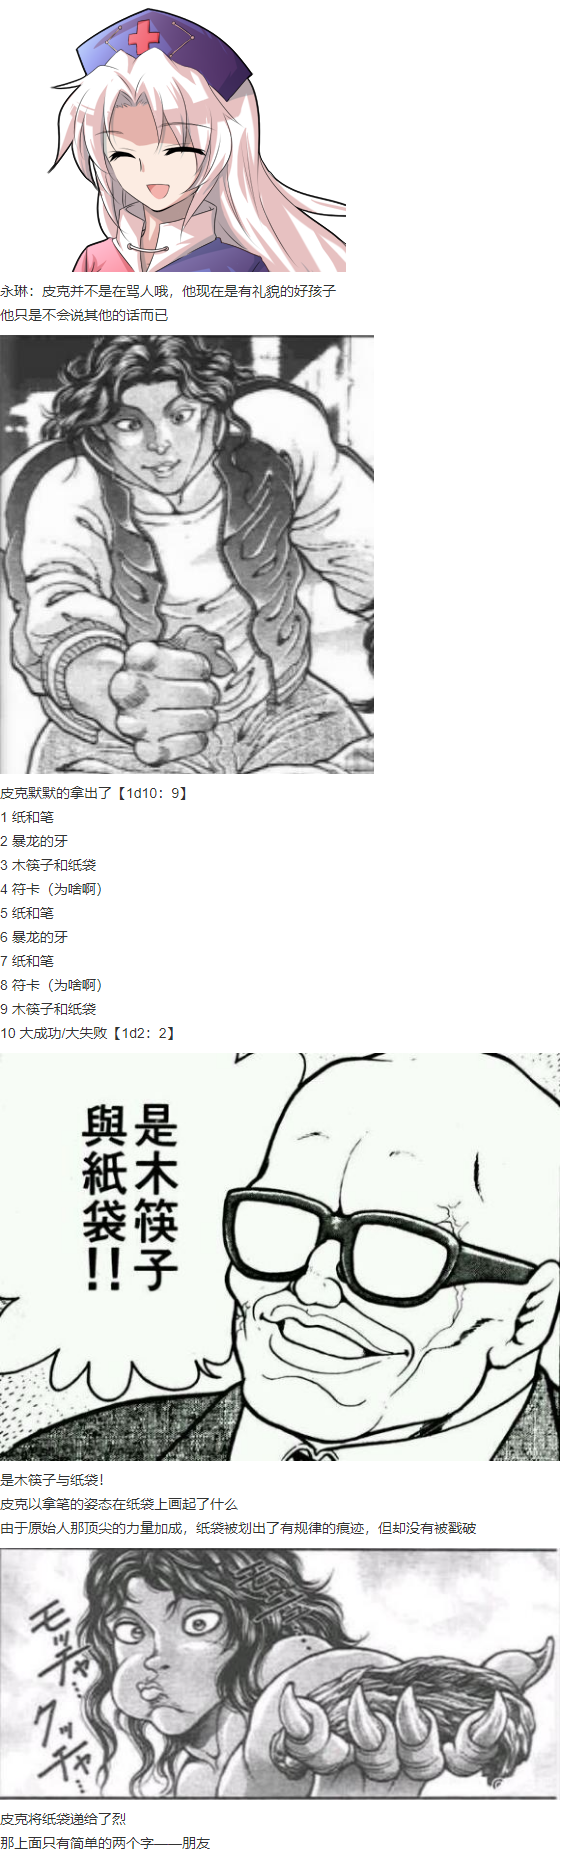 永琳：皮克并不是在骂人哦，他现在是有礼貌的好孩子
他只是不会说其他的话而已
皮克默默的拿出了【1d10：9】
1 纸和笔
2 暴龙的牙
3 木筷子和纸袋
4 符卡（为啥啊）
5 纸和笔
6 暴龙的牙
7 纸和笔
8 符卡（为啥啊）
9 木筷子和纸袋
10 大成功/大失败【1d2：2】
是木筷子
與紙袋!!
是木筷子与纸袋！
皮克以拿笔的姿态在纸袋上画起了什么
由于原始人那顶尖的力量加成，纸袋被划出了有规律的痕迹，但却没有被戳破
モニャ…
モッチャ…
クッチャ…
皮克将纸袋递给了烈
那上面只有简单的两个字——朋友